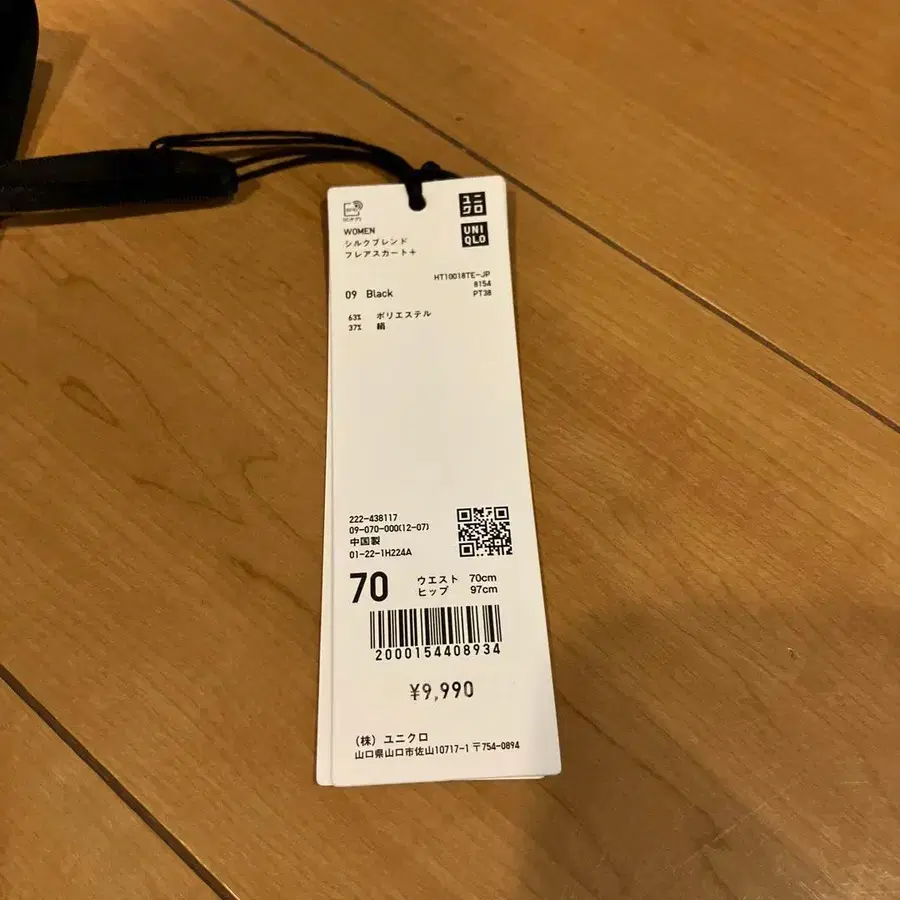 ユニ
クロ
UNI
QLO
WOMEN
シルクブレンド
フレアスカート+
HT10018TE-JP
8154
PT38
09 Black
63% ポリエステル
37% 絹
222-438117
09-070-000(12-07)
中国製
01-22-1H224A
70
ウエスト 70cm
ヒップ 97cm
2000154408934
¥9,990
(株) ユニクロ
山口県山口市佐山10717-1 〒754-0894